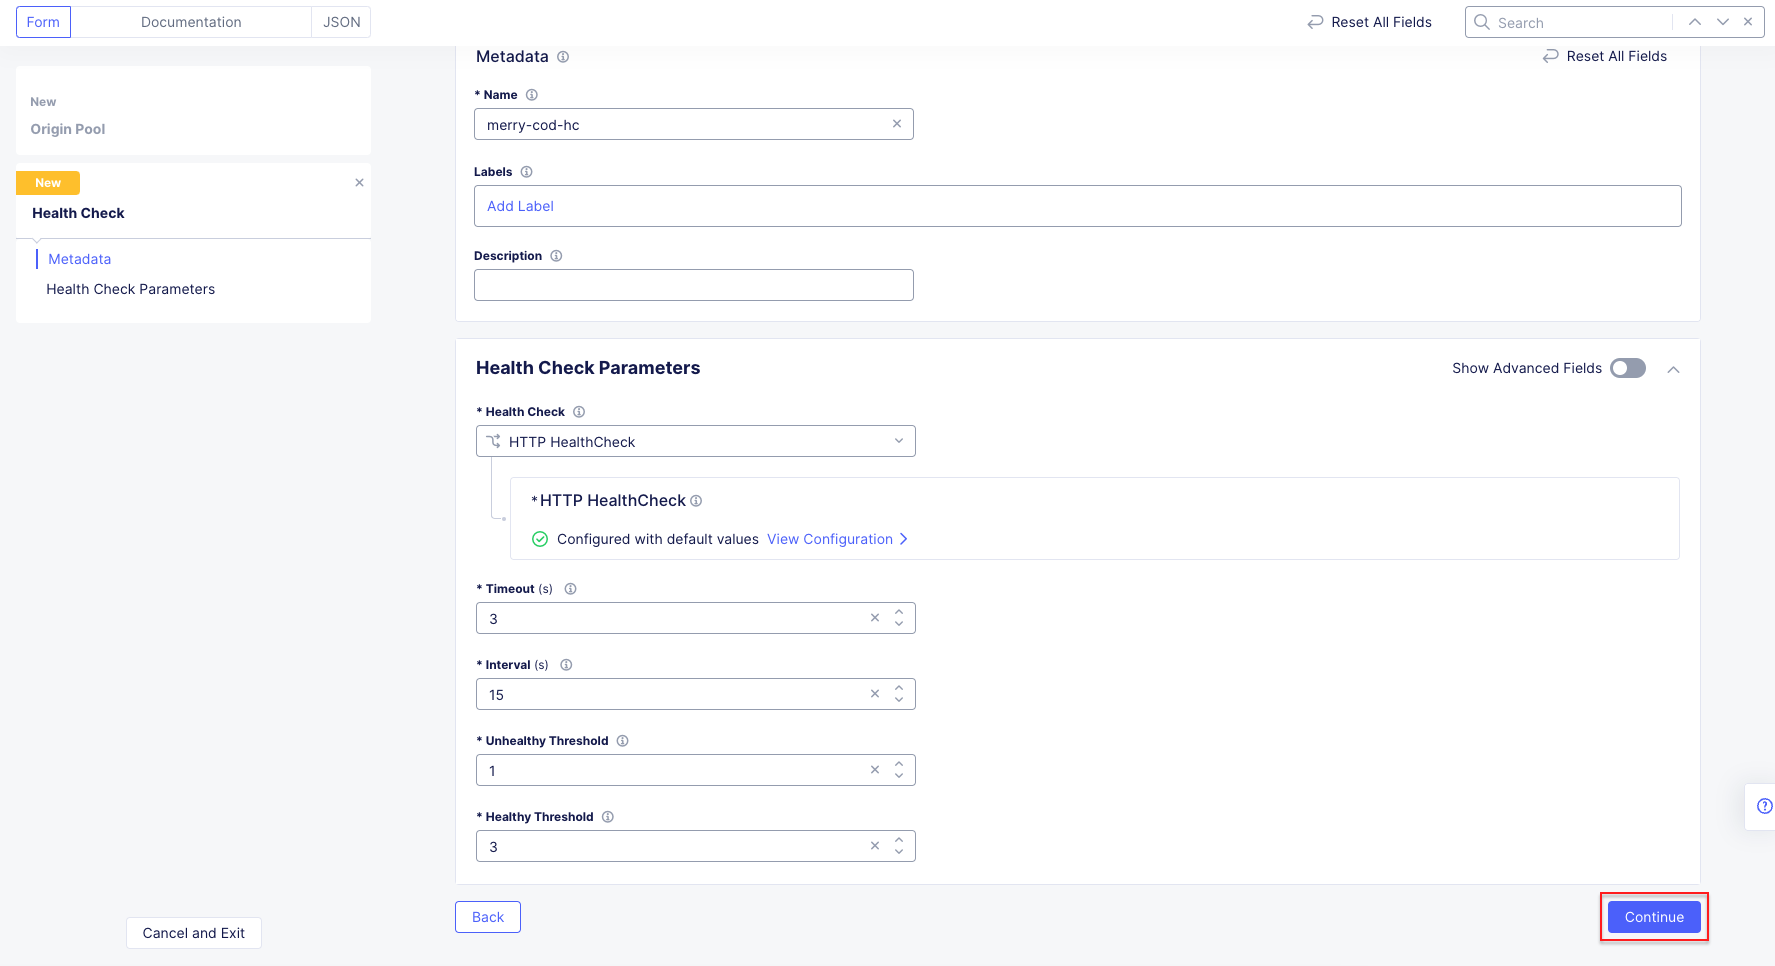 Form
Documentation
JSON
Reset All Fields
Search
Metadata
Reset All Fields
New
Origin Pool
New
Health Check
Metadata
Health Check Parameters
* Name
merry-cod-hc
Labels
Add Label
Description
Health Check Parameters
Show Advanced Fields
* Health Check
HTTP HealthCheck
* HTTP HealthCheck
Configured with default values View Configuration
* Timeout (s)
3
* Interval (s)
15
* Unhealthy Threshold
1
* Healthy Threshold
3
Back
Continue
Cancel and Exit